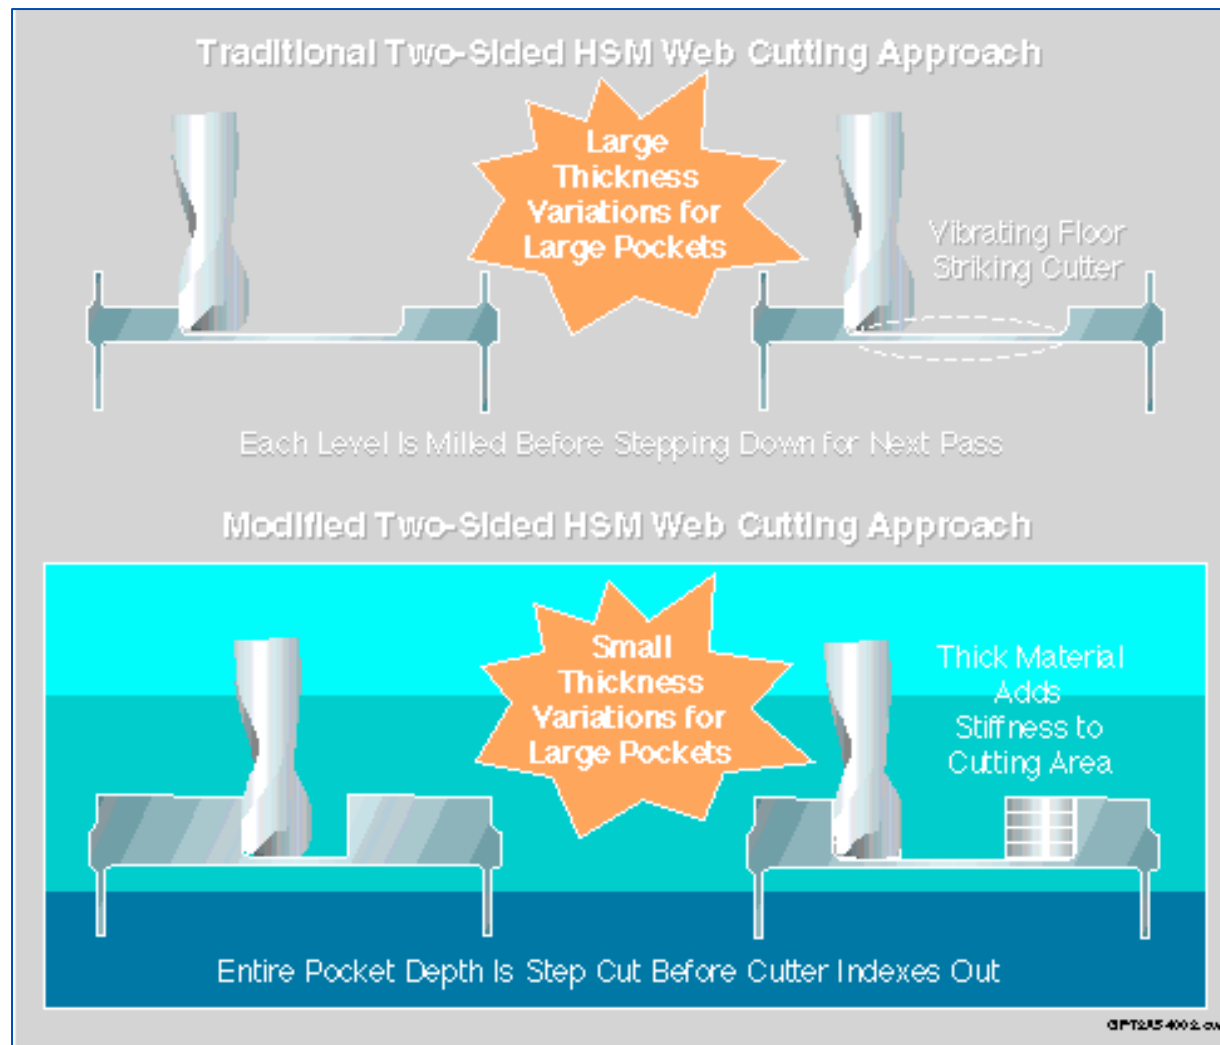 Traditional Two-Sided HSM Web Cutting Approach
Large
Thickness
Variations for
Large Pockets
Vibrating Floor
Striking Cutter
Each Level Is Milled Before Stepping Down for Next Pass
Modified Two-Sided HSM Web Cutting Approach
Small
Thickness
Variations for
Large Pockets
Thick Material
Adds
Stiffness to
Cutting Area
Entire Pocket Depth Is Step Cut Before Cutter Indexes Out